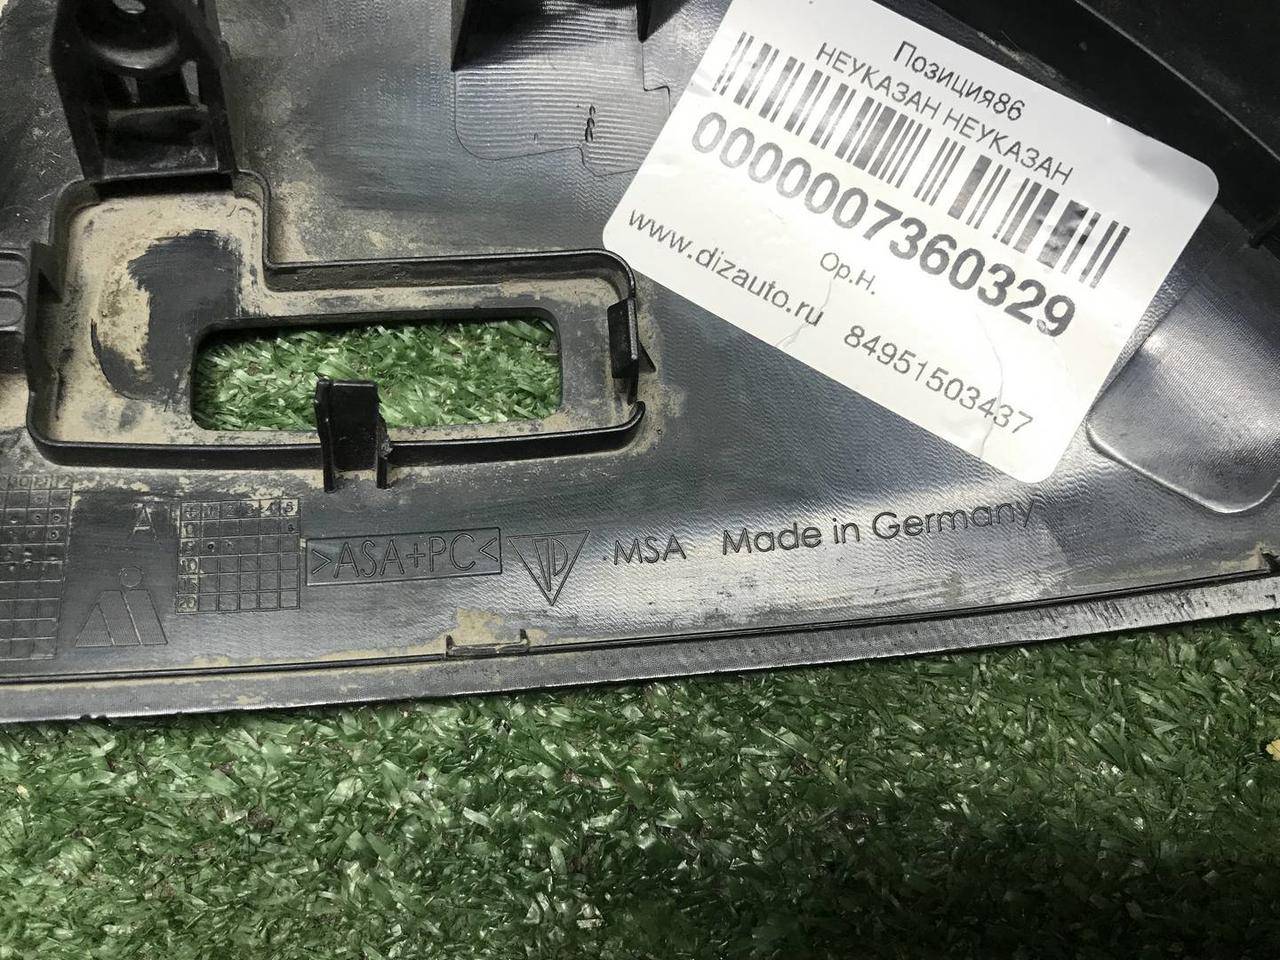 Позиция86
НЕУКАЗАН НЕУКАЗАН
0000007360329
Ор.Н.
www.dizauto.ru 84951503437
A
>ASA+PC<
MSA Made in Germany